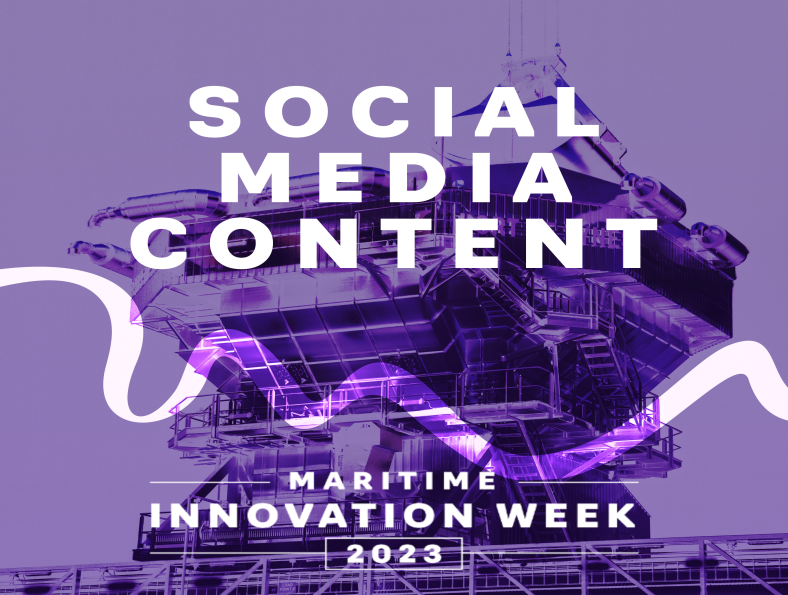 SOCIAL
MEDIA
CONTENT
MARITIME
INNOVATION WEEK
2023